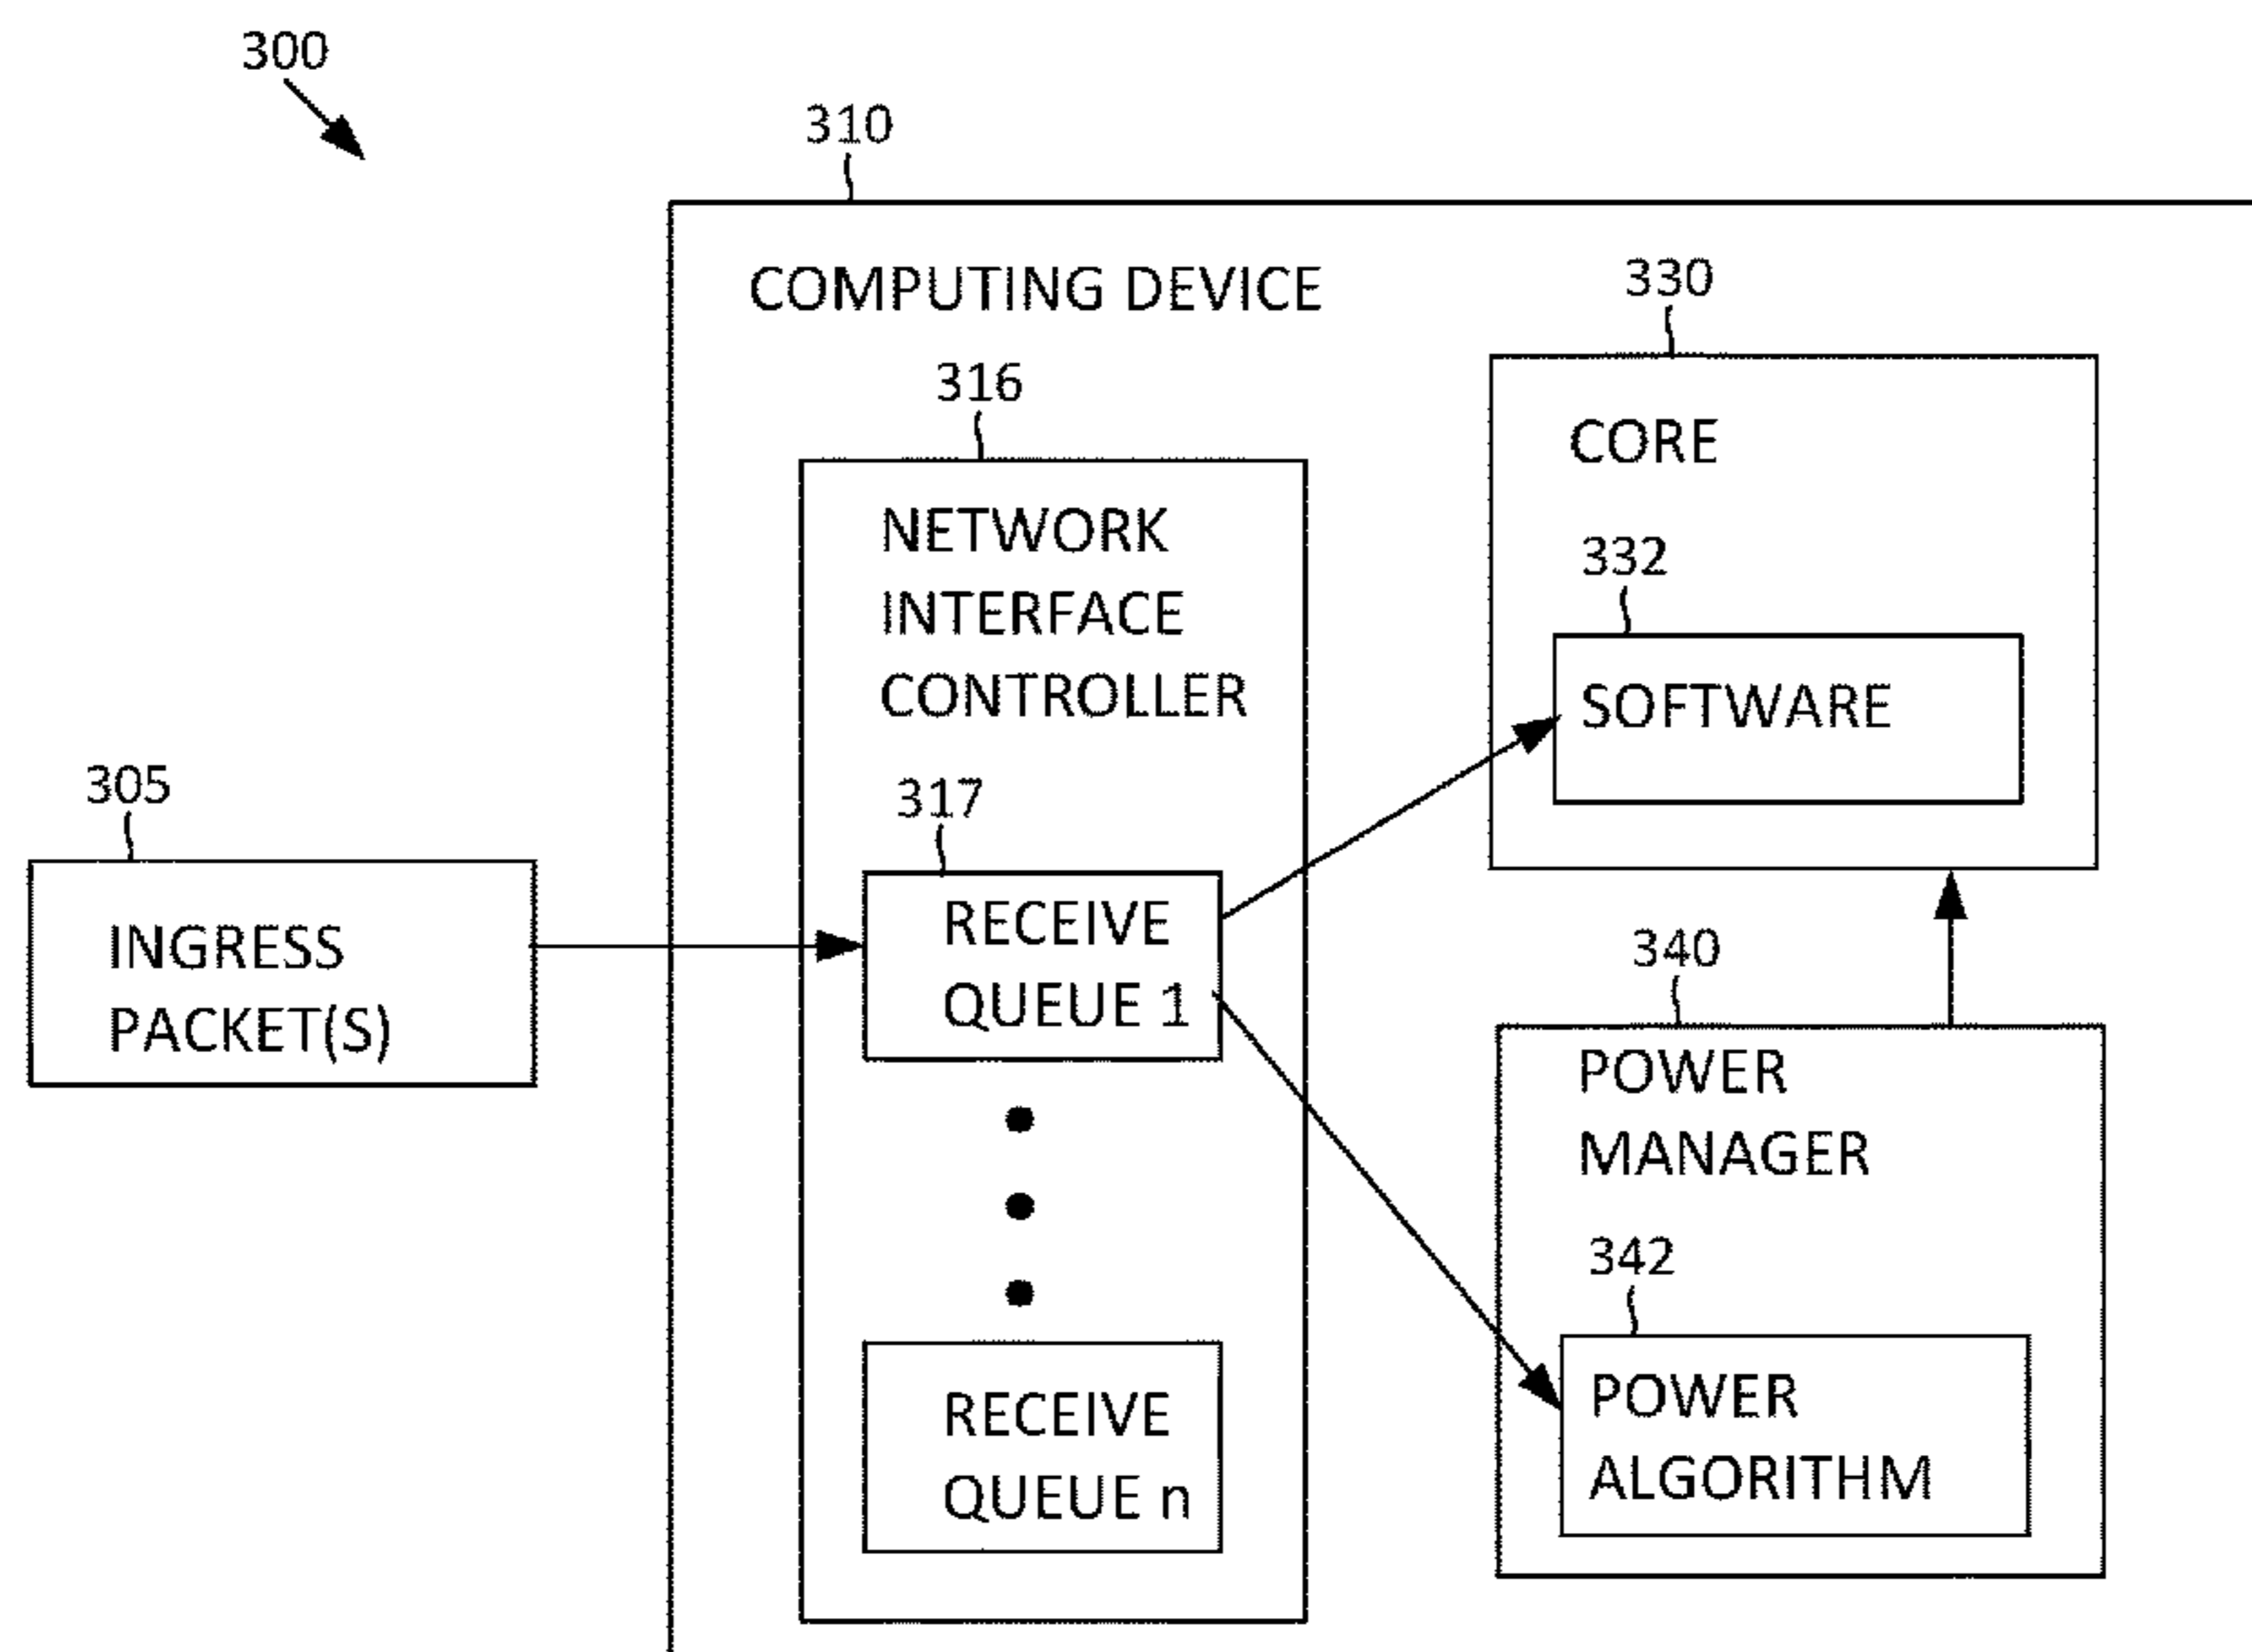 300
310
COMPUTING DEVICE
316
NETWORK
INTERFACE
CONTROLLER
305
INGRESS
PACKET(S)
317
RECEIVE
QUEUE 1
RECEIVE
QUEUE n
330
CORE
332
SOFTWARE
340
POWER
MANAGER
342
POWER
ALGORITHM